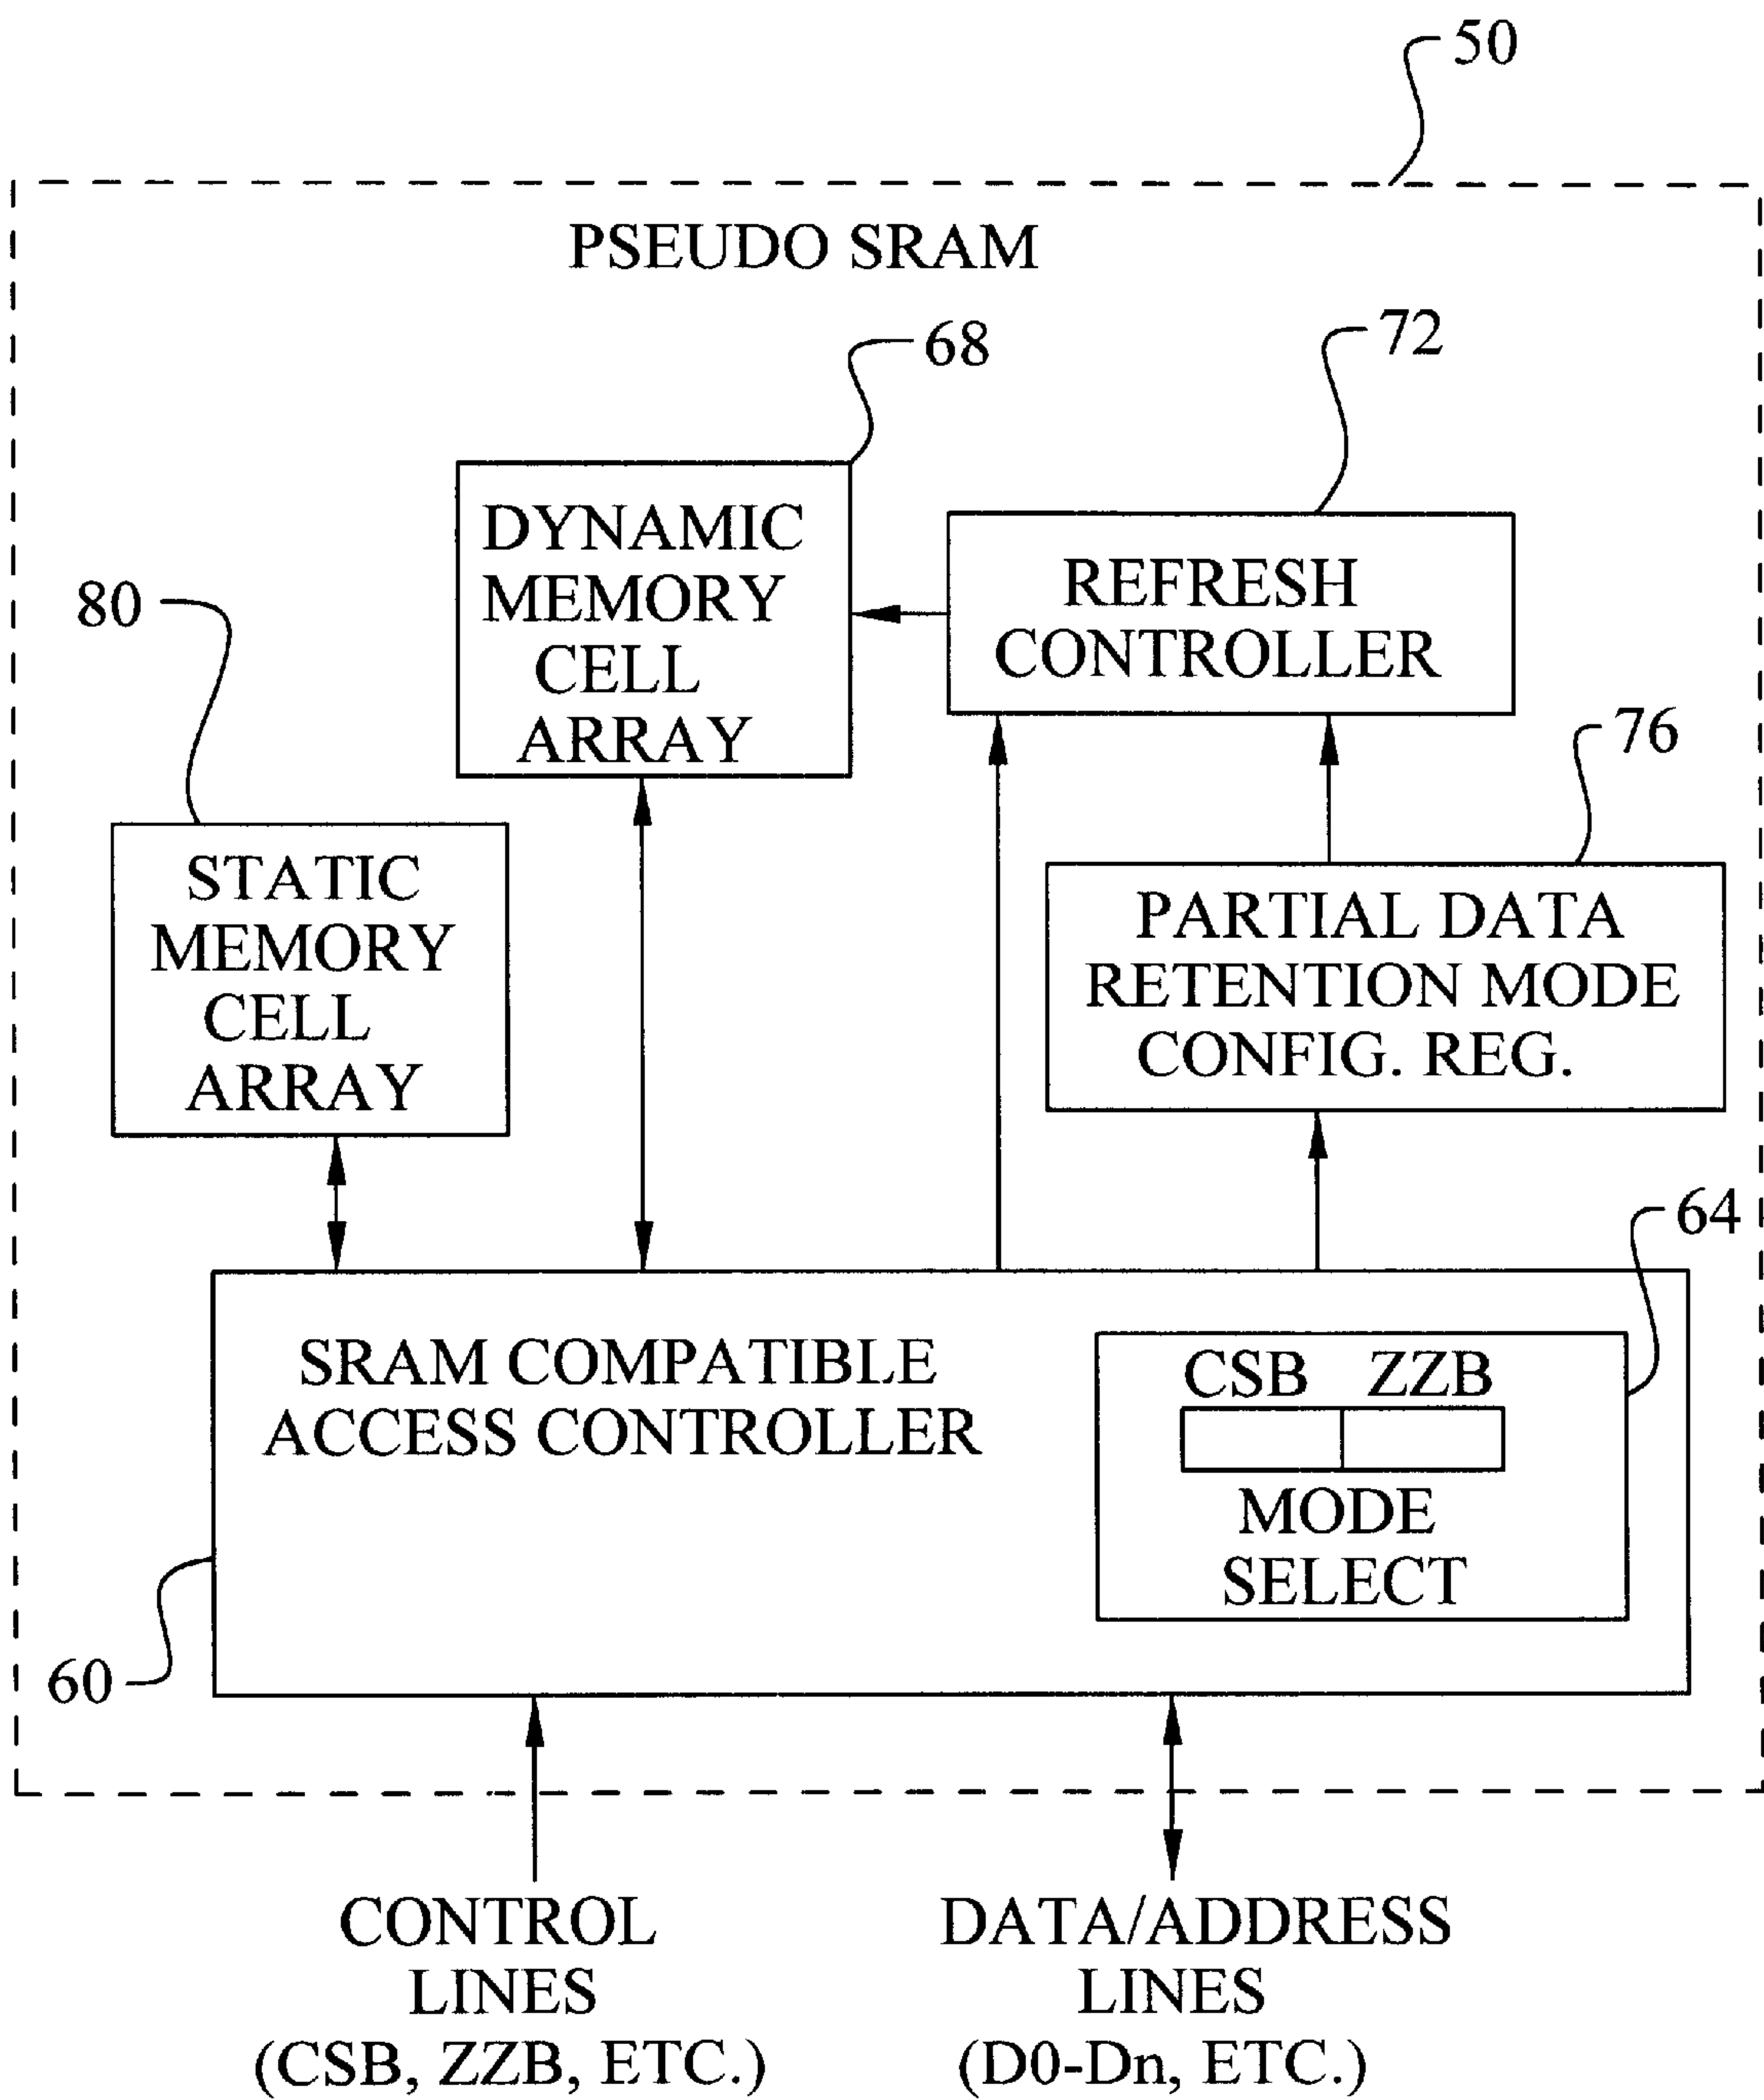 50
PSEUDO SRAM
72
68
DYNAMIC
MEMORY
CELL
ARRAY
REFRESH
CONTROLLER
80
76
STATIC
MEMORY
CELL
ARRAY
PARTIAL DATA
RETENTION MODE
CONFIG. REG.
64
SRAM COMPATIBLE
ACCESS CONTROLLER
CSB ZZB
MODE
SELECT
60
CONTROL
LINES
(CSB, ZZB, ETC.)
DATA/ADDRESS
LINES
(D0-Dn, ETC.)